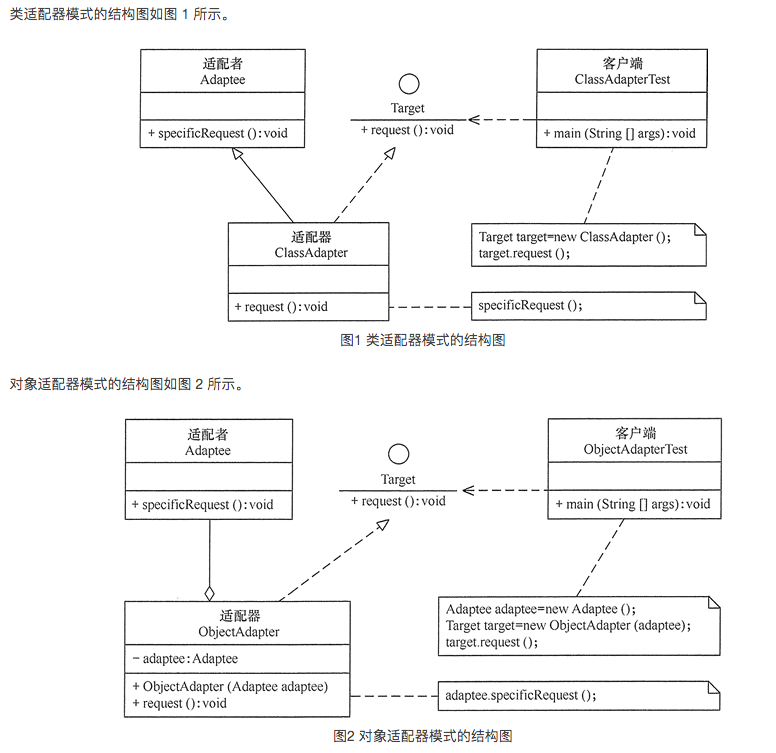 类适配器模式的结构图如图 1 所示。
适配者
Adaptee
+ specificRequest ():void
Target
+ request ():void
客户端
ClassAdapterTest
+ main (String [] args):void
适配器
ClassAdapter
+ request ():void
Target target=new ClassAdapter ();
target.request ();
specificRequest ();
图1 类适配器模式的结构图
对象适配器模式的结构图如图 2 所示。
适配者
Adaptee
+ specificRequest ():void
Target
+ request ():void
客户端
ObjectAdapterTest
+ main (String [] args):void
适配器
ObjectAdapter
− adaptee:Adaptee
+ ObjectAdapter (Adaptee adaptee)
+ request ():void
Adaptee adaptee=new Adaptee ();
Target target=new ObjectAdapter (adaptee);
target.request ();
adaptee.specificRequest ();
图2 对象适配器模式的结构图